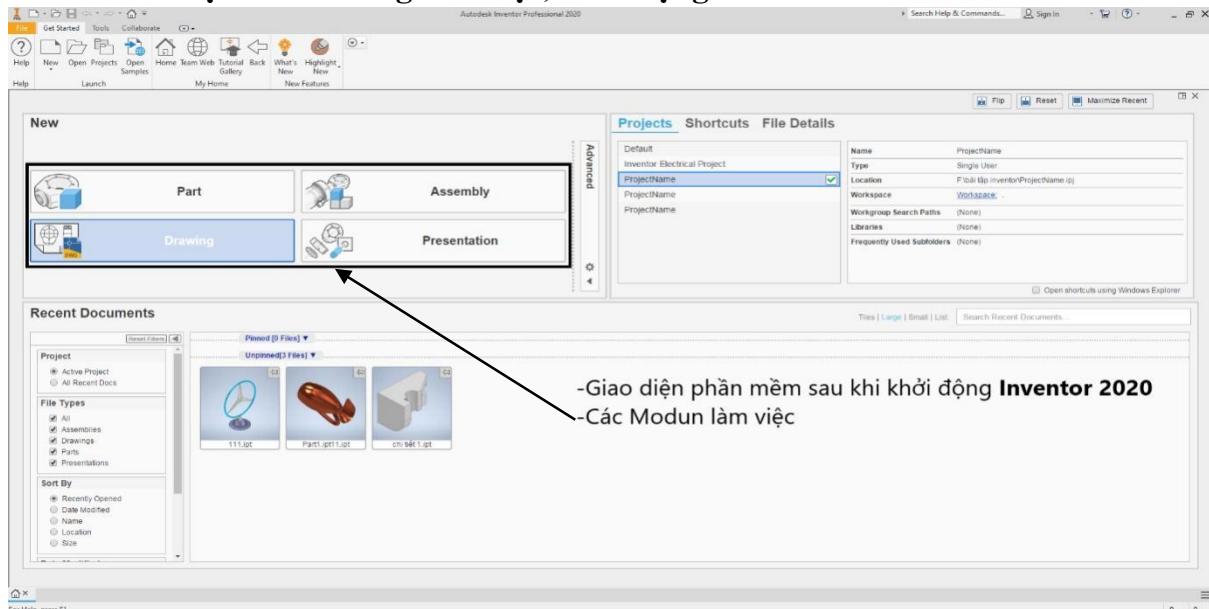 Autodesk Inventor Professional 2020
Search Help & Commands...
Sign In
File Get Started Tools Collaborate
Help New Open Projects Open Samples Home Team Web Tutorial Gallery Back What's New Highlight New
Help Launch My Home New Features
Flip Reset Maximize Recent
New
Part
Assembly
Drawing
Presentation
Advanced
Projects Shortcuts File Details
Default
Inventor Electrical Project
ProjectName
ProjectName
ProjectName
Name ProjectName
Type Single User
Location F:\bài tập inventor\ProjectName.ipj
Workspace Workspace; .
Workgroup Search Paths (None)
Libraries (None)
Frequently Used Subfolders (None)
Open shortcuts using Windows Explorer
Recent Documents
Tiles | Large | Small | List
Search Recent Documents...
Reset Filters
Project
Active Project
All Recent Docs
File Types
All
Assemblies
Drawings
Parts
Presentations
Sort By
Recently Opened
Date Modified
Name
Location
Size
Pinned [0 Files]
Unpinned[3 Files]
111.ipt
Part1.ipt11.ipt
chi tiết 1.ipt
-Giao diện phần mềm sau khi khởi động Inventor 2020
-Các Modun làm việc